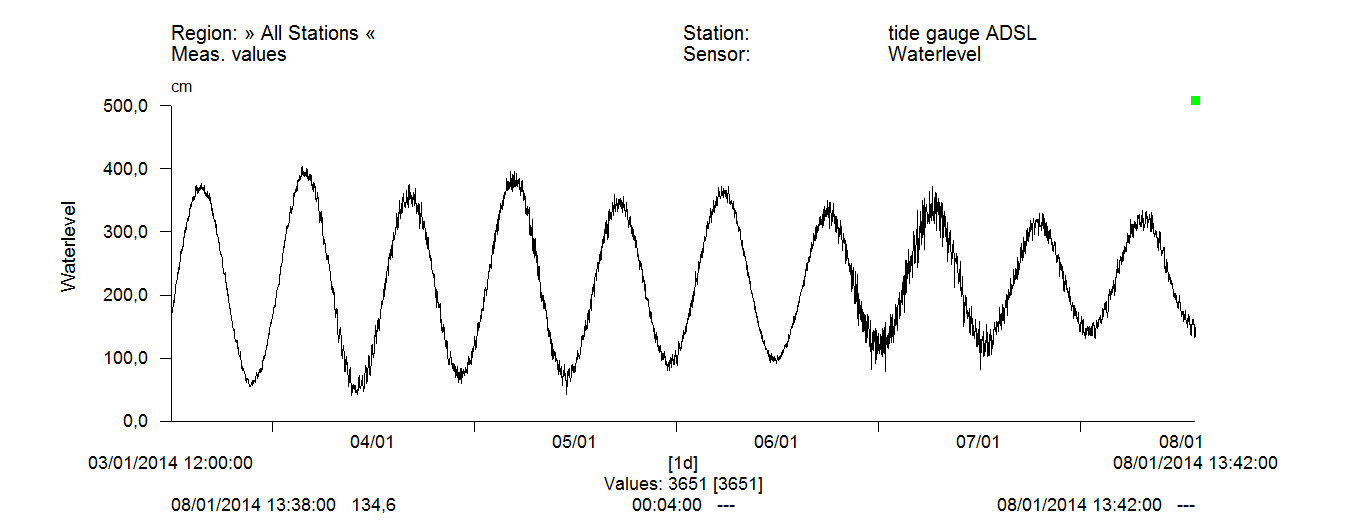 Region: » All Stations « Station: tide gauge ADSL
Meas. values Sensor: Waterlevel
cm
500,0
400,0
300,0
200,0
100,0
0,0
Waterlevel
04/01 05/01 06/01 07/01 08/01
03/01/2014 12:00:00 [1d] 08/01/2014 13:42:00
Values: 3651 [3651]
08/01/2014 13:38:00 134,6 00:04:00 --- 08/01/2014 13:42:00 ---